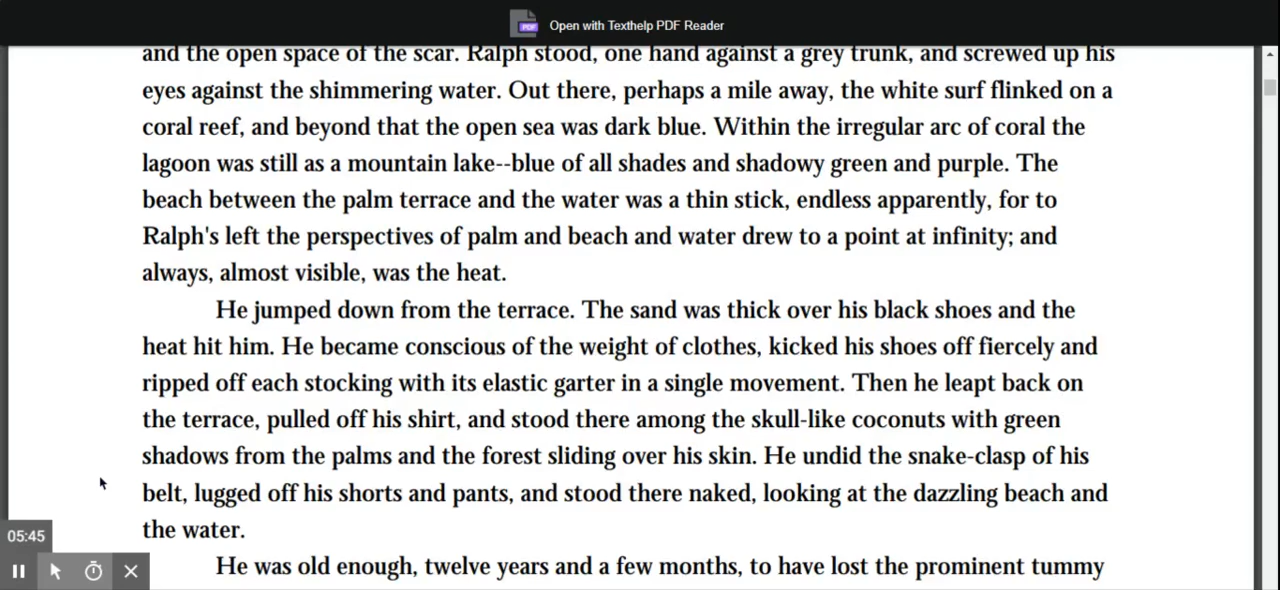 PDF
Open with Texthelp PDF Reader
and the open space of the scar. Ralph stood, one hand against a grey trunk, and screwed up his
eyes against the shimmering water. Out there, perhaps a mile away, the white surf flinked on a
coral reef, and beyond that the open sea was dark blue. Within the irregular arc of coral the
lagoon was still as a mountain lake--blue of all shades and shadowy green and purple. The
beach between the palm terrace and the water was a thin stick, endless apparently, for to
Ralph's left the perspectives of palm and beach and water drew to a point at infinity; and
always, almost visible, was the heat.
He jumped down from the terrace. The sand was thick over his black shoes and the
heat hit him. He became conscious of the weight of clothes, kicked his shoes off fiercely and
ripped off each stocking with its elastic garter in a single movement. Then he leapt back on
the terrace, pulled off his shirt, and stood there among the skull-like coconuts with green
shadows from the palms and the forest sliding over his skin. He undid the snake-clasp of his
belt, lugged off his shorts and pants, and stood there naked, looking at the dazzling beach and
the water.
He was old enough, twelve years and a few months, to have lost the prominent tummy
05:45